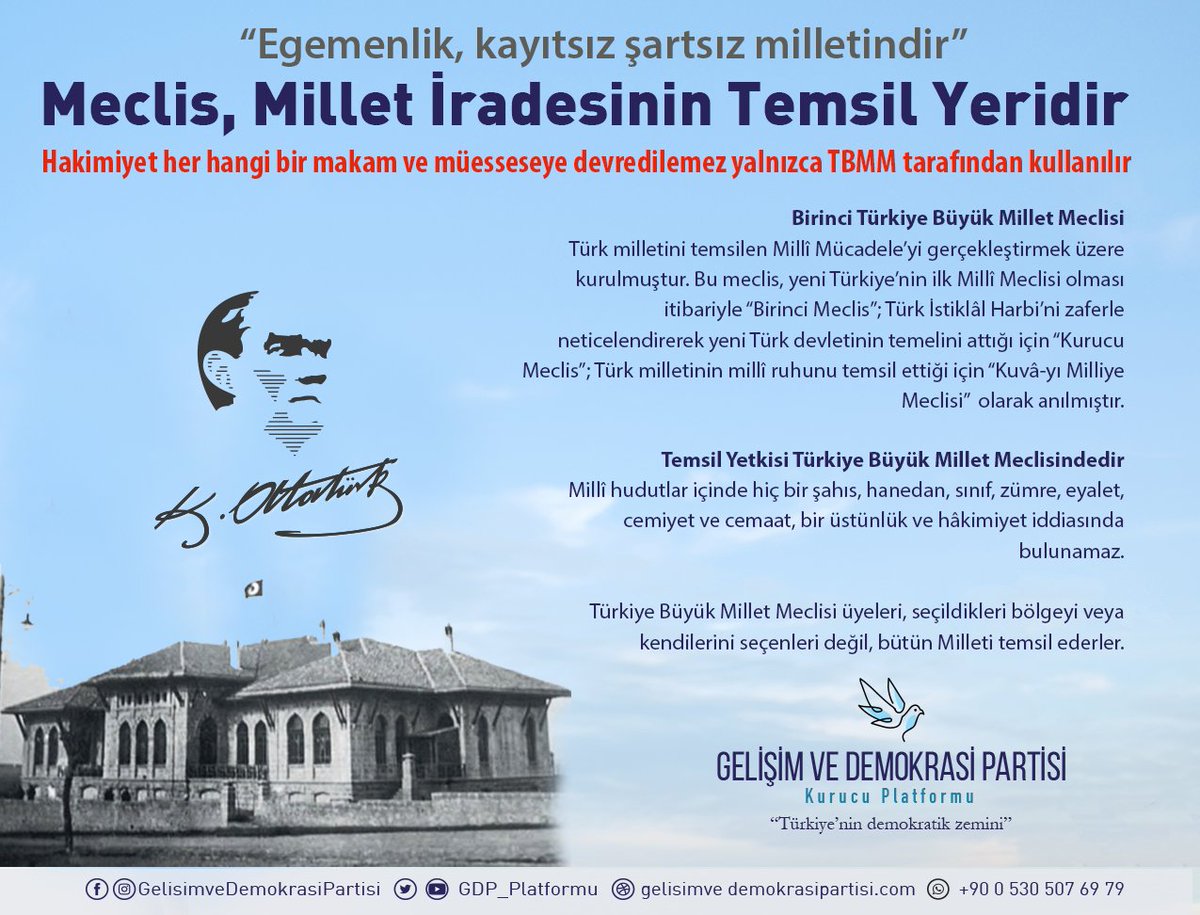 “Egemenlik, kayıtsız şartsız milletindir”
Meclis, Millet İradesinin Temsil Yeridir
Hakimiyet her hangi bir makam ve müesseseye devredilemez yalnızca TBMM tarafından kullanılır
Birinci Türkiye Büyük Millet Meclisi
Türk milletini temsilen Millî Mücadele’yi gerçekleştirmek üzere
kurulmuştur. Bu meclis, yeni Türkiye’nin ilk Millî Meclisi olması
itibariyle “Birinci Meclis”; Türk İstiklâl Harbi’ni zaferle
neticelendirerek yeni Türk devletinin temelini attığı için “Kurucu
Meclis”; Türk milletinin millî ruhunu temsil ettiği için “Kuvâ-yı Milliye
Meclisi” olarak anılmıştır.
K. Atatürk
Temsil Yetkisi Türkiye Büyük Millet Meclisindedir
Millî hudutlar içinde hiç bir şahıs, hanedan, sınıf, zümre, eyalet,
cemiyet ve cemaat, bir üstünlük ve hâkimiyet iddiasında
bulunamaz.
Türkiye Büyük Millet Meclisi üyeleri, seçildikleri bölgeyi veya
kendilerini seçenleri değil, bütün Milleti temsil ederler.
GELİŞİM VE DEMOKRASİ PARTİSİ
Kurucu Platformu
“Türkiye’nin demokratik zemini”
GelisimveDemokrasiPartisi GDP_Platformu gelisimve demokrasipartisi.com +90 0 530 507 69 79